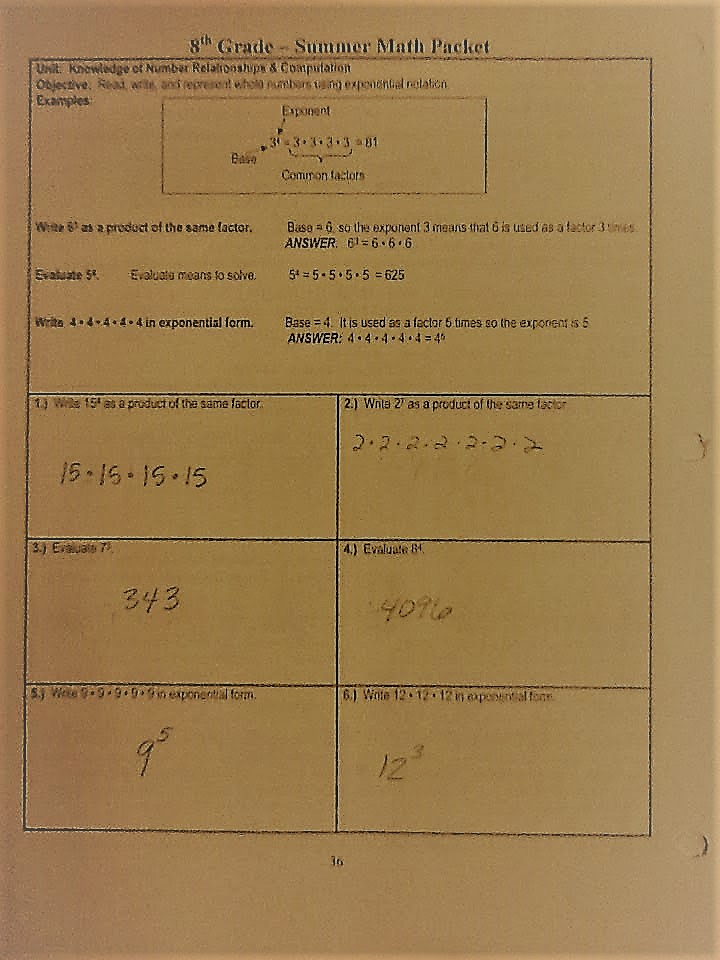 8th Grade – Summer Math Packet
Unit: Knowledge of Number Relationships & Computation
Objective: Read, write, and represent whole numbers using exponential notation.
Examples:
Exponent
3⁴ = 3 • 3 • 3 • 3 = 81
Base
Common factors
Write 6³ as a product of the same factor. Base = 6, so the exponent 3 means that 6 is used as a factor 3 times.
ANSWER: 6³ = 6 • 6 • 6
Evaluate 5⁴. Evaluate means to solve. 5⁴ = 5 • 5 • 5 • 5 = 625
Write 4 • 4 • 4 • 4 • 4 in exponential form. Base = 4. It is used as a factor 5 times so the exponent is 5.
ANSWER: 4 • 4 • 4 • 4 • 4 = 4⁵
1.) Write 15⁴ as a product of the same factor.
15 • 15 • 15 • 15
2.) Write 2⁷ as a product of the same factor.
2 • 2 • 2 • 2 • 2 • 2 • 2
3.) Evaluate 7³.
343
4.) Evaluate 8⁴.
4096
5.) Write 9 • 9 • 9 • 9 • 9 in exponential form.
9⁵
6.) Write 12 • 12 • 12 in exponential form.
12³
36